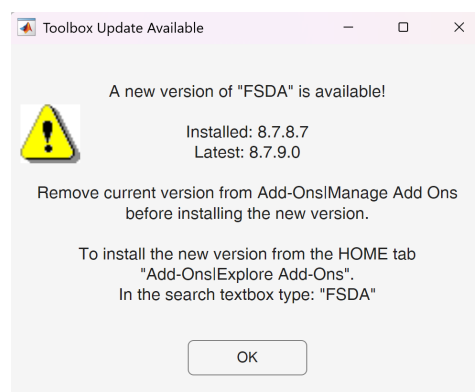 Toolbox Update Available
A new version of "FSDA" is available!
Installed: 8.7.8.7
Latest: 8.7.9.0
Remove current version from Add-Ons|Manage Add Ons
before installing the new version.
To install the new version from the HOME tab
"Add-Ons|Explore Add-Ons".
In the search textbox type: "FSDA"
OK